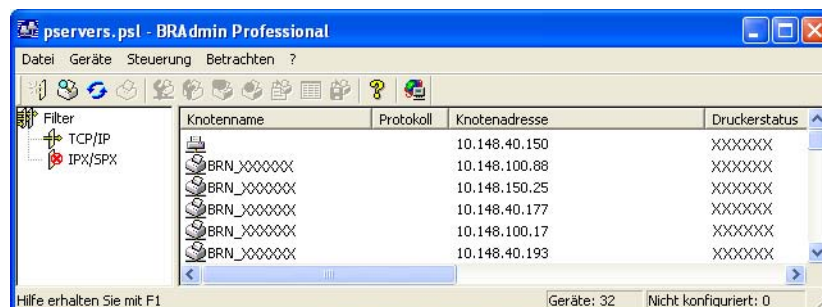 pservers.psl - BRAdmin Professional
Datei Geräte Steuerung Betrachten ?
Filter
TCP/IP
IPX/SPX
Knotenname Protokoll Knotenadresse Druckerstatus
10.148.40.150 XXXXXX
BRN_XXXXXX 10.148.100.88 XXXXXX
BRN_XXXXXX 10.148.150.25 XXXXXX
BRN_XXXXXX 10.148.40.177 XXXXXX
BRN_XXXXXX 10.148.100.17 XXXXXX
BRN_XXXXXX 10.148.40.193 XXXXXX
Hilfe erhalten Sie mit F1 Geräte: 32 Nicht konfiguriert: 0